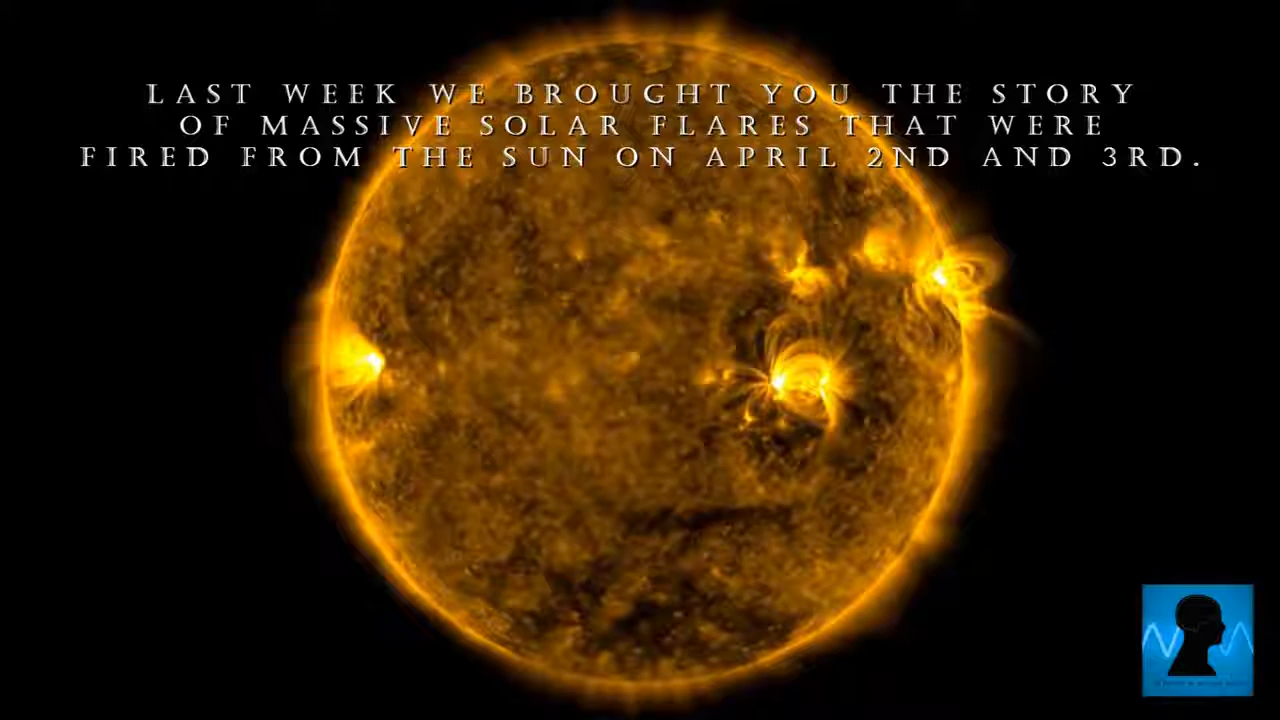 LAST WEEK WE BROUGHT YOU THE STORY
OF MASSIVE SOLAR FLARES THAT WERE
FIRED FROM THE SUN ON APRIL 2ND AND 3RD.